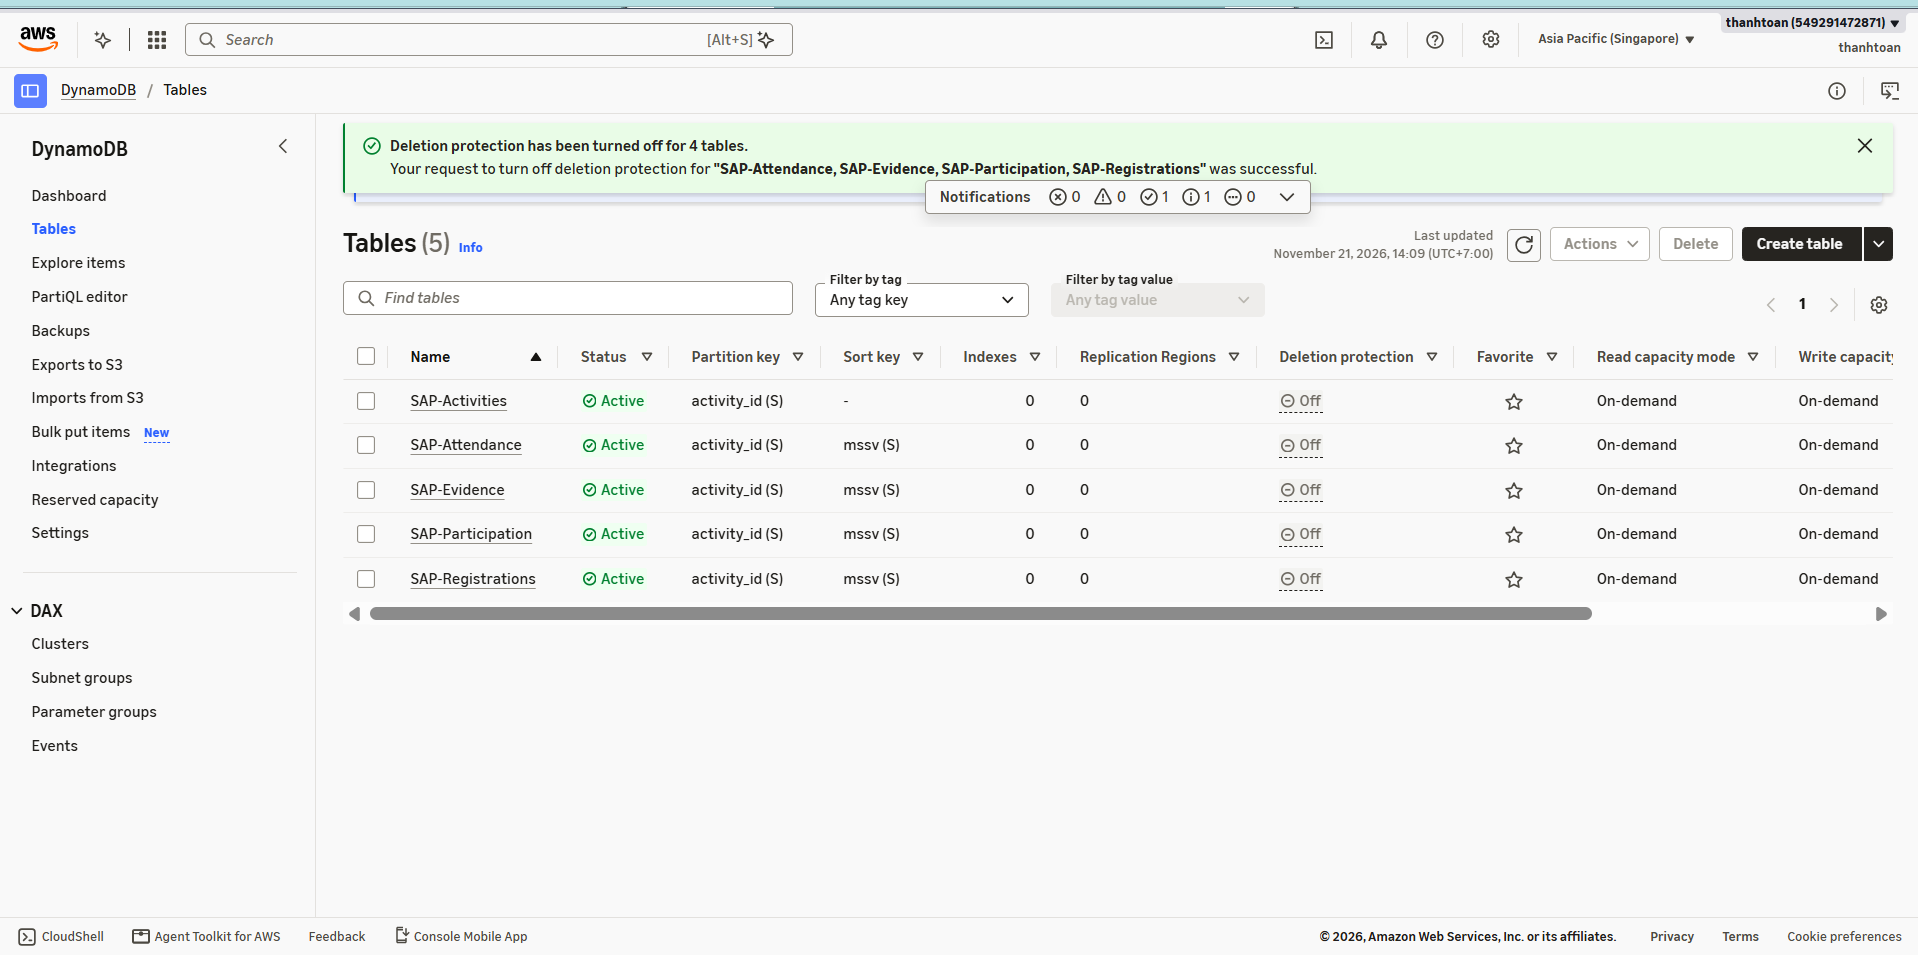 aws
Search
[Alt+S]
Asia Pacific (Singapore)
thanhtoan (549291472871)
thanhtoan
DynamoDB / Tables
DynamoDB
Dashboard
Tables
Explore items
PartiQL editor
Backups
Exports to S3
Imports from S3
Bulk put items New
Integrations
Reserved capacity
Settings
DAX
Clusters
Subnet groups
Parameter groups
Events
Deletion protection has been turned off for 4 tables.
Your request to turn off deletion protection for "SAP-Attendance, SAP-Evidence, SAP-Participation, SAP-Registrations" was successful.
Notifications 0 0 1 1 0
Tables (5) Info
Last updated
November 21, 2026, 14:09 (UTC+7:00)
Actions
Delete
Create table
Find tables
Filter by tag
Any tag key
Filter by tag value
Any tag value
1
Name Status Partition key Sort key Indexes Replication Regions Deletion protection Favorite Read capacity mode Write capacity
SAP-Activities Active activity_id (S) - 0 0 Off On-demand On-demand
SAP-Attendance Active activity_id (S) mssv (S) 0 0 Off On-demand On-demand
SAP-Evidence Active activity_id (S) mssv (S) 0 0 Off On-demand On-demand
SAP-Participation Active activity_id (S) mssv (S) 0 0 Off On-demand On-demand
SAP-Registrations Active activity_id (S) mssv (S) 0 0 Off On-demand On-demand
CloudShell Agent Toolkit for AWS Feedback Console Mobile App
© 2026, Amazon Web Services, Inc. or its affiliates. Privacy Terms Cookie preferences